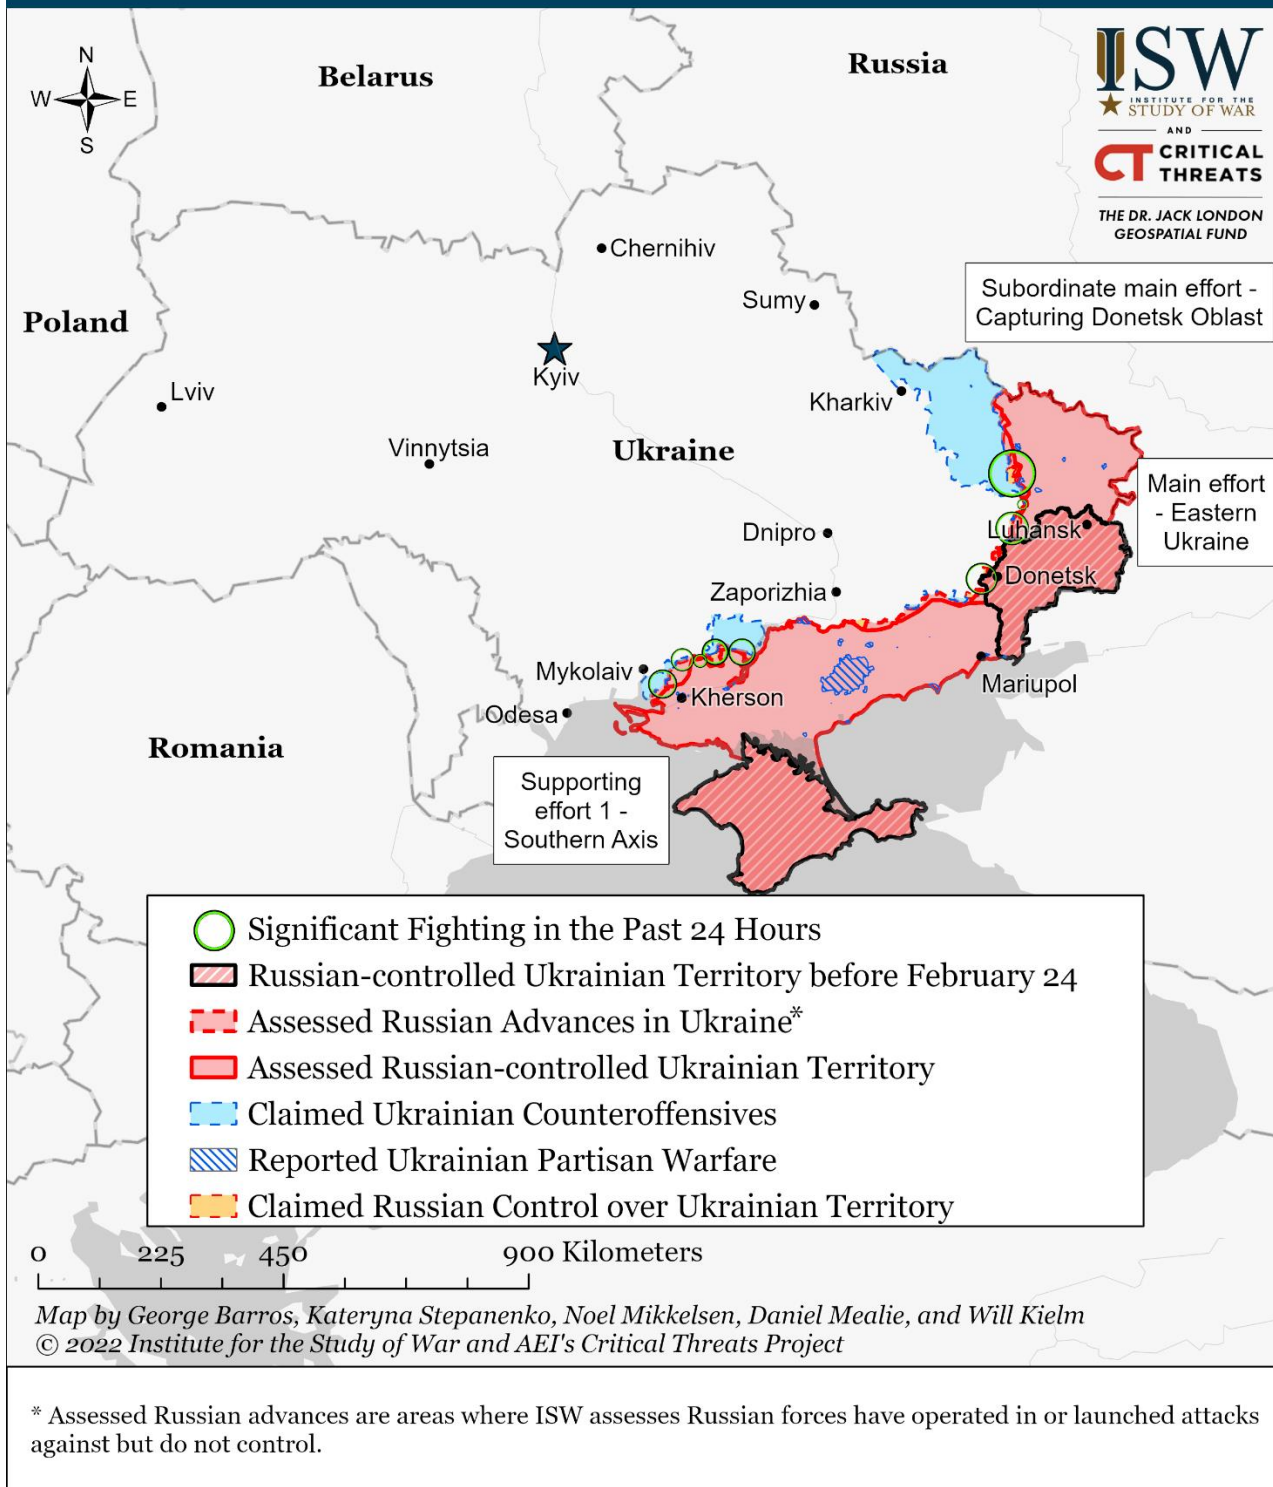 N
W
E
S
Belarus
Russia
ISW
INSTITUTE FOR THE
STUDY OF WAR
AND
CT CRITICAL
THREATS
THE DR. JACK LONDON
GEOSPATIAL FUND
Chernihiv
Sumy
Subordinate main effort -
Capturing Donetsk Oblast
Poland
Kyiv
Lviv
Kharkiv
Vinnytsia
Ukraine
Main effort
- Eastern
Ukraine
Dnipro
Luhansk
Donetsk
Zaporizhia
Mykolaiv
Mariupol
Kherson
Odesa
Romania
Supporting
effort 1 -
Southern Axis
Significant Fighting in the Past 24 Hours
Russian-controlled Ukrainian Territory before February 24
Assessed Russian Advances in Ukraine*
Assessed Russian-controlled Ukrainian Territory
Claimed Ukrainian Counteroffensives
Reported Ukrainian Partisan Warfare
Claimed Russian Control over Ukrainian Territory
0 225 450 900 Kilometers
Map by George Barros, Kateryna Stepanenko, Noel Mikkelsen, Daniel Mealie, and Will Kielm
© 2022 Institute for the Study of War and AEI's Critical Threats Project
* Assessed Russian advances are areas where ISW assesses Russian forces have operated in or launched attacks
against but do not control.